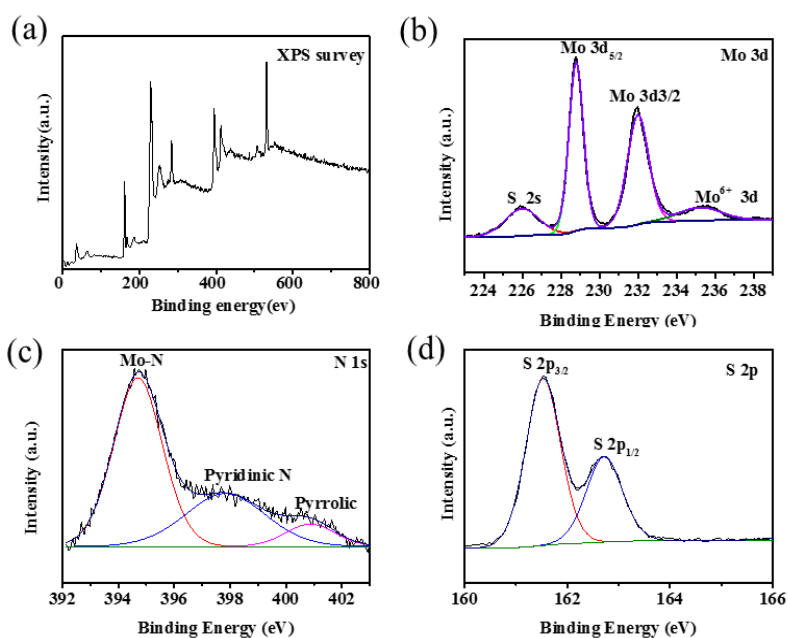 (a)
XPS survey
Intensity (a.u.)
0 200 400 600 800
Binding energy(ev)
(b)
Mo 3d5/2
Mo 3d
Mo 3d3/2
S 2s
Mo6+ 3d
Intensity (a.u.)
224 226 228 230 232 234 236 238
Binding Energy (eV)
(c)
Mo-N
N 1s
Pyridinic N
Pyrrolic
Intensity (a.u.)
392 394 396 398 400 402
Binding Energy (eV)
(d)
S 2p3/2
S 2p
S 2p1/2
Intensity (a.u.)
160 162 164 166
Binding Energy (eV)